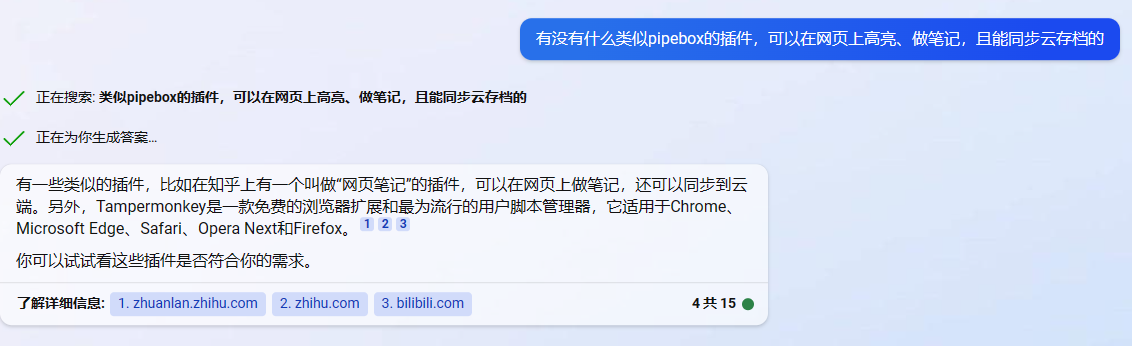 有没有什么类似pipebox的插件，可以在网页上高亮、做笔记，且能同步云存档的
正在搜索: 类似pipebox的插件，可以在网页上高亮、做笔记，且能同步云存档的
正在为你生成答案...
有一些类似的插件，比如在知乎上有一个叫做“网页笔记”的插件，可以在网页上做笔记，还可以同步到云
端。另外，Tampermonkey是一款免费的浏览器扩展和最为流行的用户脚本管理器，它适用于Chrome、
Microsoft Edge、Safari、Opera Next和Firefox。 1 2 3
你可以试试看这些插件是否符合你的需求。
了解详细信息: 1. zhuanlan.zhihu.com 2. zhihu.com 3. bilibili.com 4 共 15